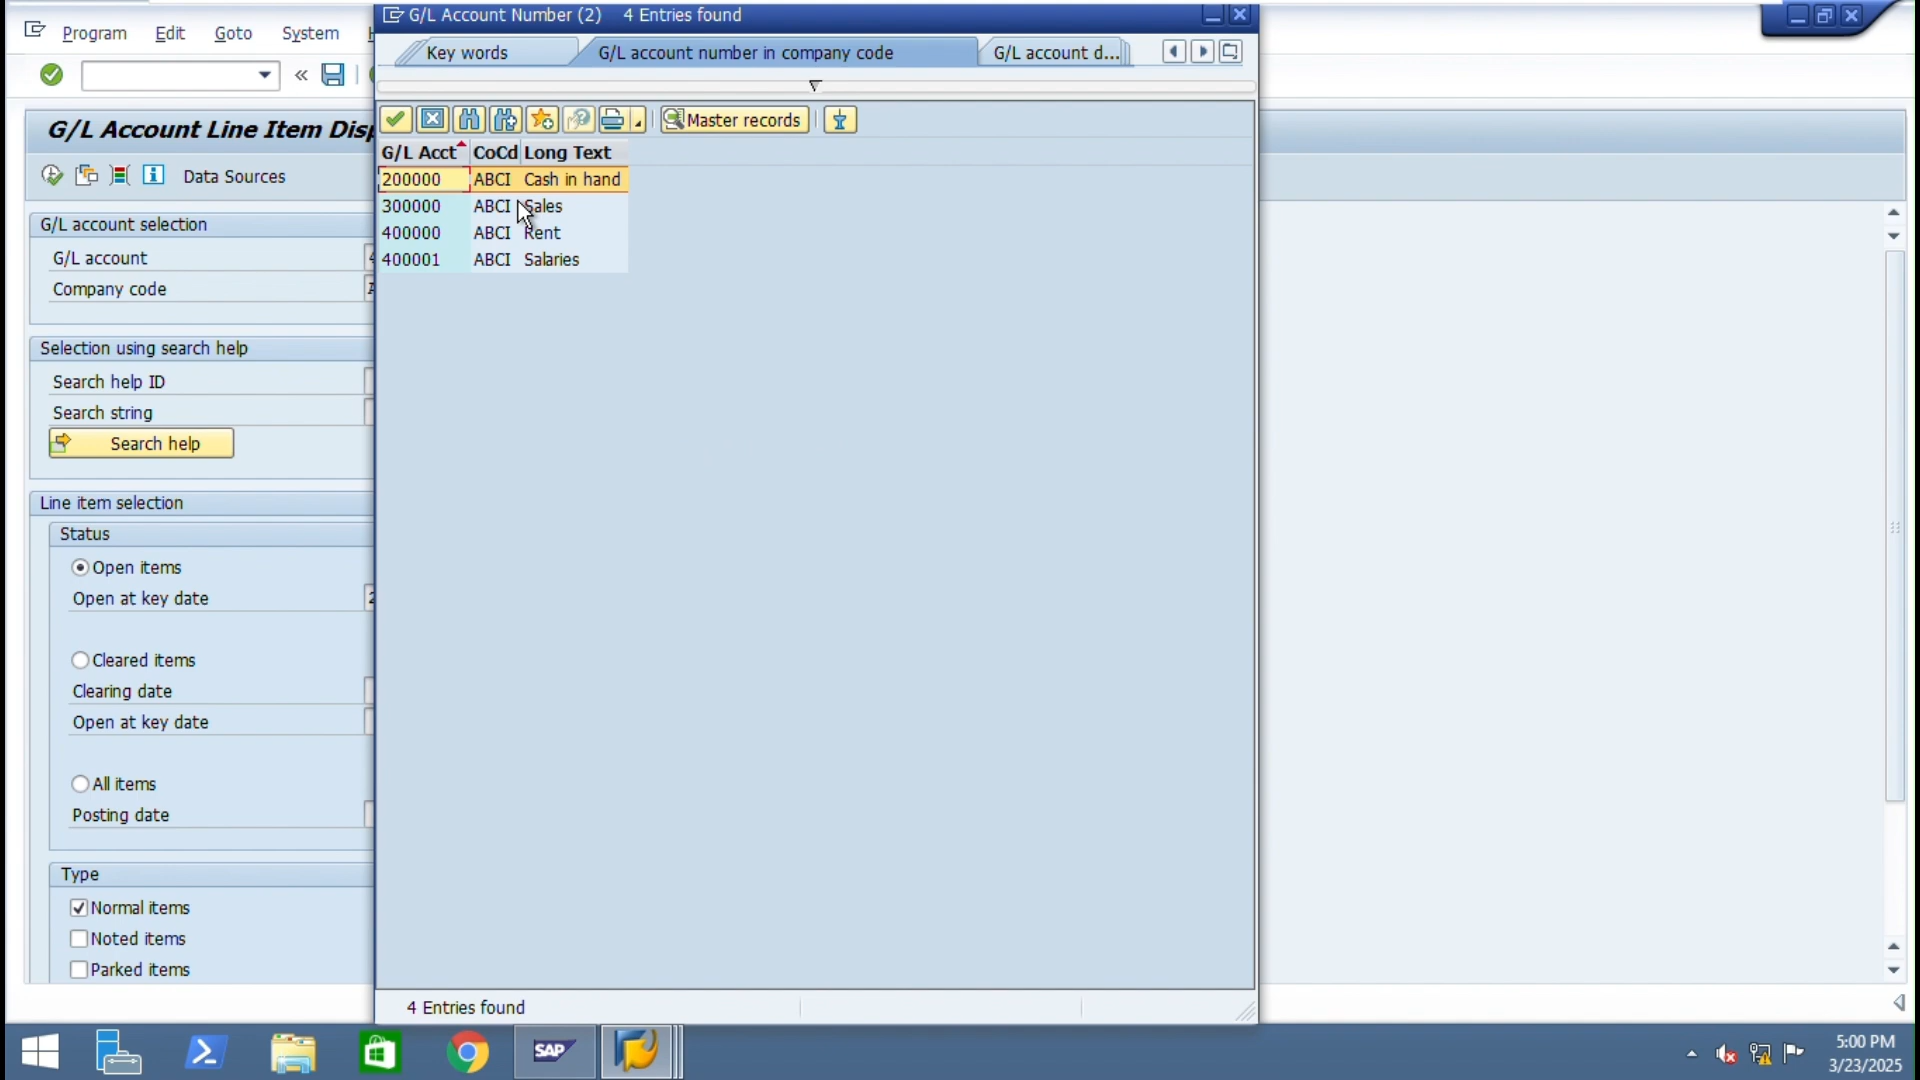 G/L Account Number (2) 4 Entries found
Program Edit Goto System
Key words G/L account number in company code G/L account d...
G/L Account Line Item Disp
Master records
Data Sources
G/L Acct CoCd Long Text
200000 ABCI Cash in hand
300000 ABCI Sales
400000 ABCI Rent
400001 ABCI Salaries
G/L account selection
G/L account
Company code
Selection using search help
Search help ID
Search string
Search help
Line item selection
Status
Open items
Open at key date
Cleared items
Clearing date
Open at key date
All items
Posting date
Type
Normal items
Noted items
Parked items
4 Entries found
SAP
5:00 PM
3/23/2025